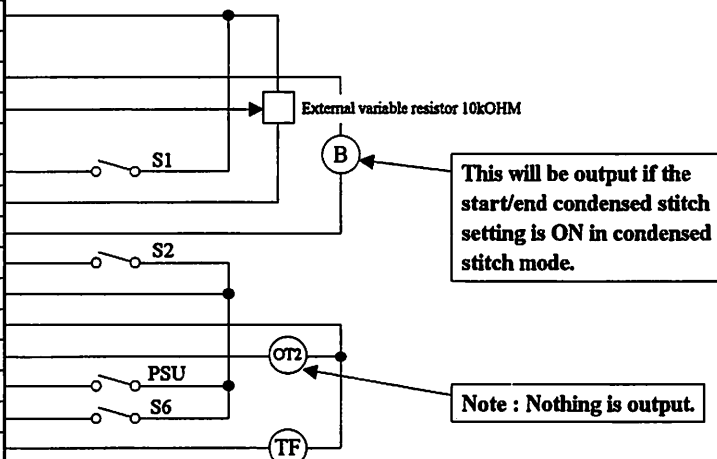 External variable resistor 10kOHM
S1
B
This will be output if the
start/end condensed stitch
setting is ON in condensed
stitch mode.
S2
OT2
PSU
Note : Nothing is output.
S6
TF